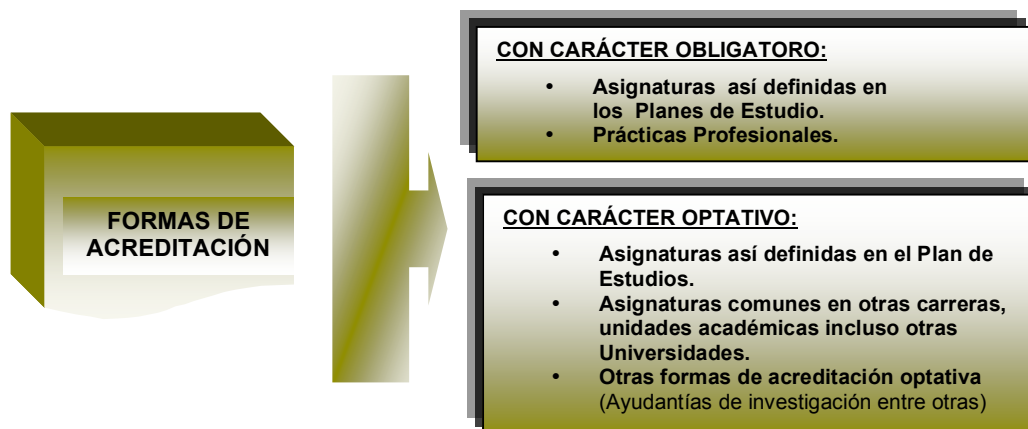 FORMAS DE
ACREDITACIÓN
CON CARÁCTER OBLIGATORO:
• Asignaturas así definidas en
los Planes de Estudio.
• Prácticas Profesionales.
CON CARÁCTER OPTATIVO:
• Asignaturas así definidas en el Plan de
Estudios.
• Asignaturas comunes en otras carreras,
unidades académicas incluso otras
Universidades.
• Otras formas de acreditación optativa
(Ayudantías de investigación entre otras)